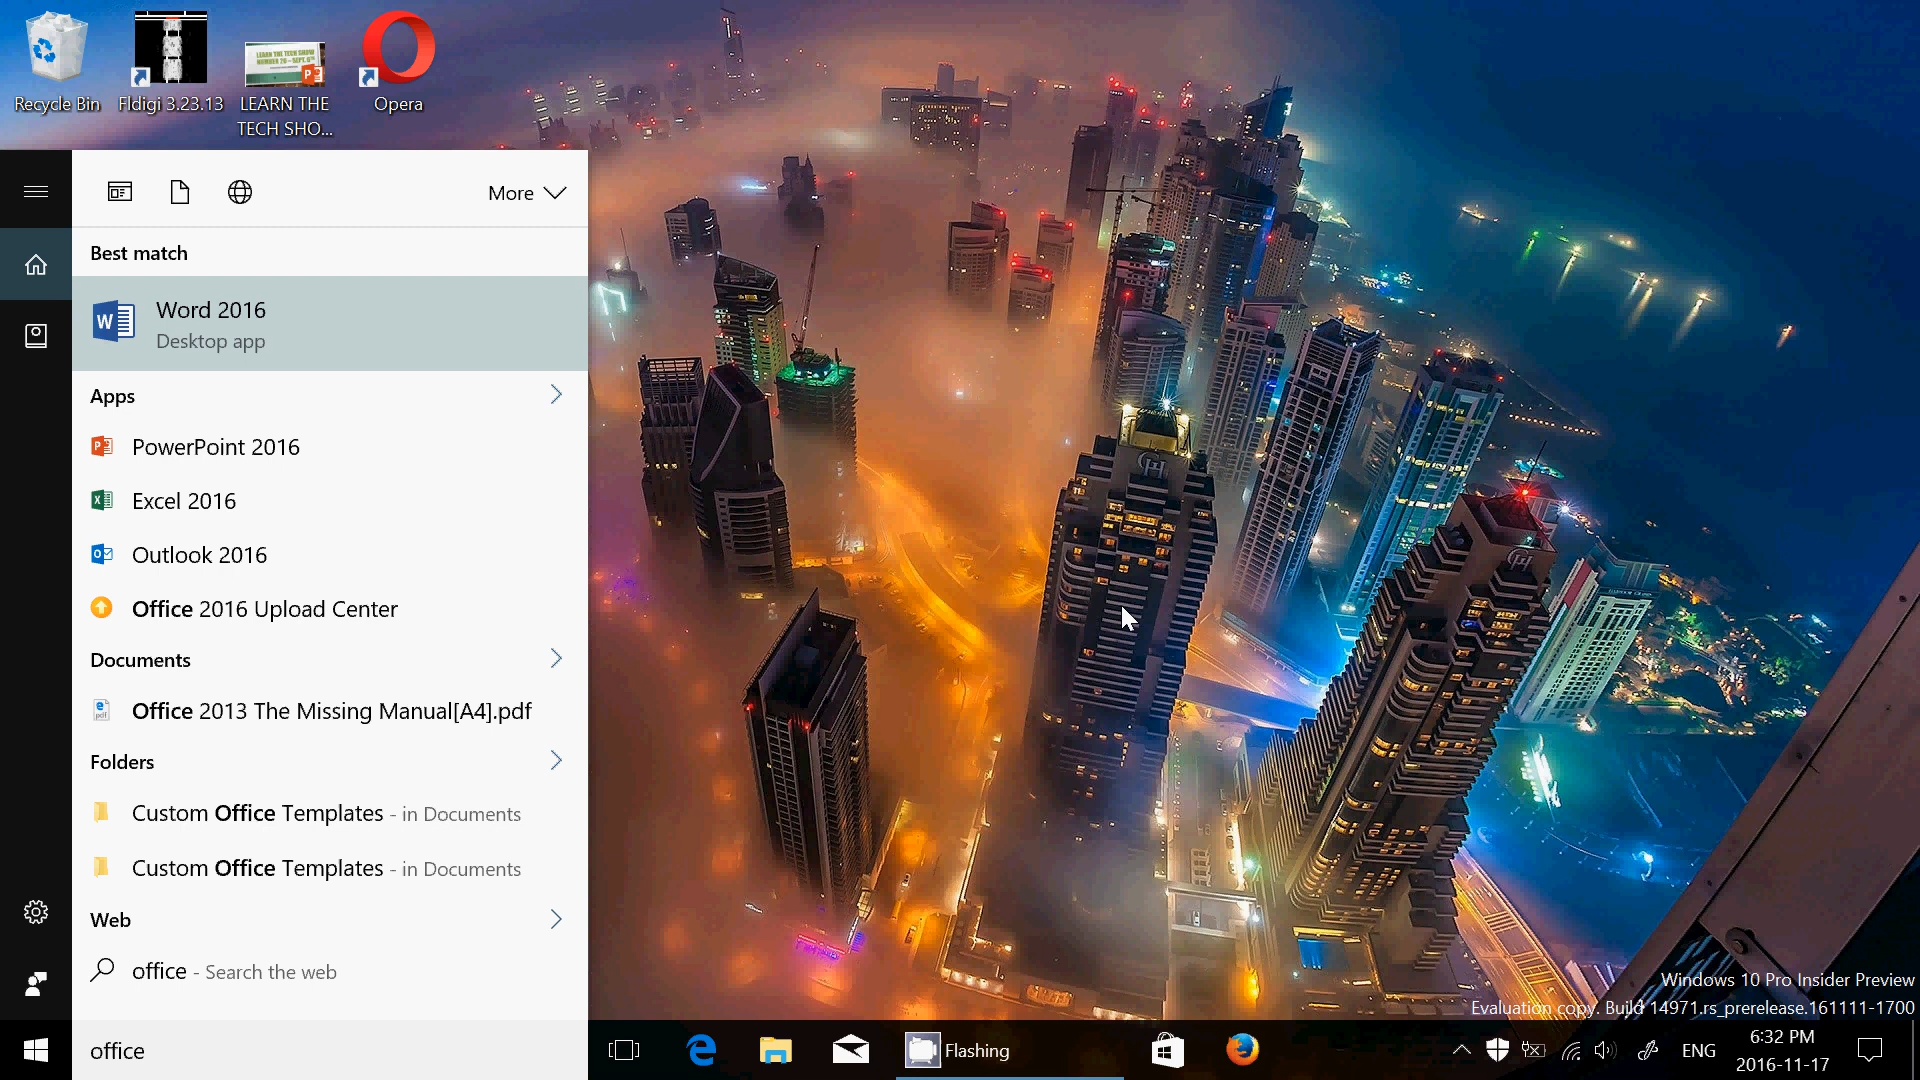 Recycle Bin
Fldigi 3.23.13
LEARN THE TECH SHO...
Opera
More
Best match
Word 2016
Desktop app
Apps
PowerPoint 2016
Excel 2016
Outlook 2016
Office 2016 Upload Center
Documents
Office 2013 The Missing Manual[A4].pdf
Folders
Custom Office Templates - in Documents
Custom Office Templates - in Documents
Web
office - Search the web
office
Windows 10 Pro Insider Preview
Evaluation copy. Build 14971.rs_prerelease.161111-1700
Flashing
ENG
6:32 PM
2016-11-17